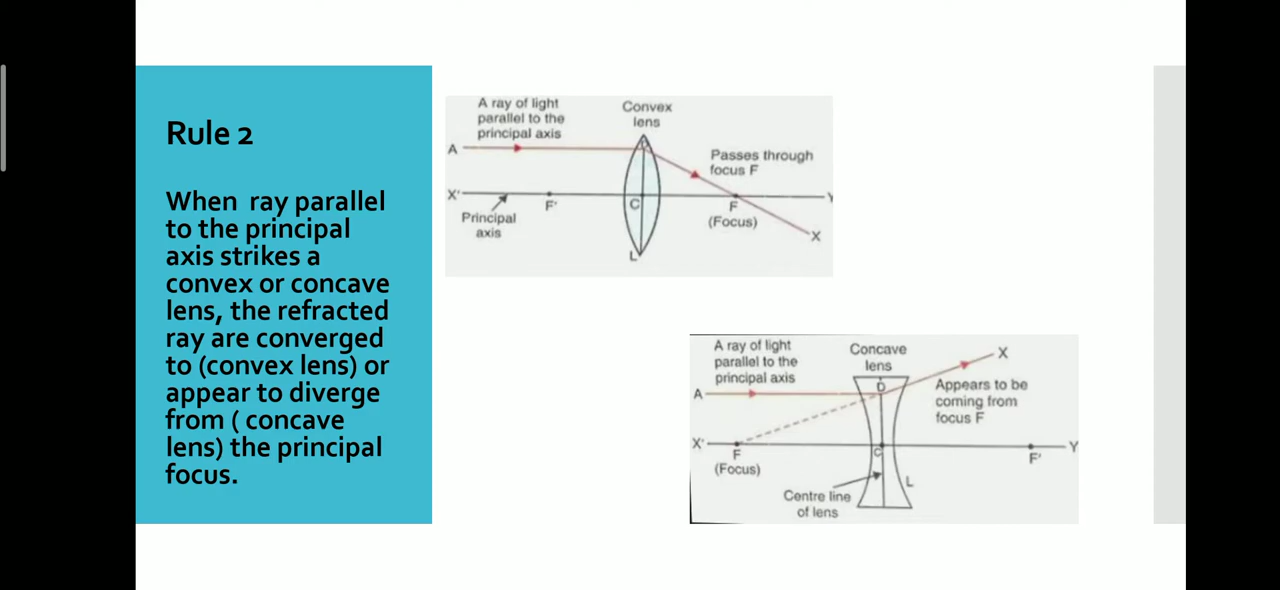 Rule 2
When ray parallel
to the principal
axis strikes a
convex or concave
lens, the refracted
ray are converged
to (convex lens) or
appear to diverge
from ( concave
lens) the principal
focus.
A ray of light
parallel to the
principal axis
Convex
lens
A
D
Passes through
focus F
X'
F'
C
F
(Focus)
Y
Principal
axis
X
L
A ray of light
parallel to the
principal axis
Concave
lens
X
A
D
Appears to be
coming from
focus F
X'
F
(Focus)
C
F'
Y
L
Centre line
of lens